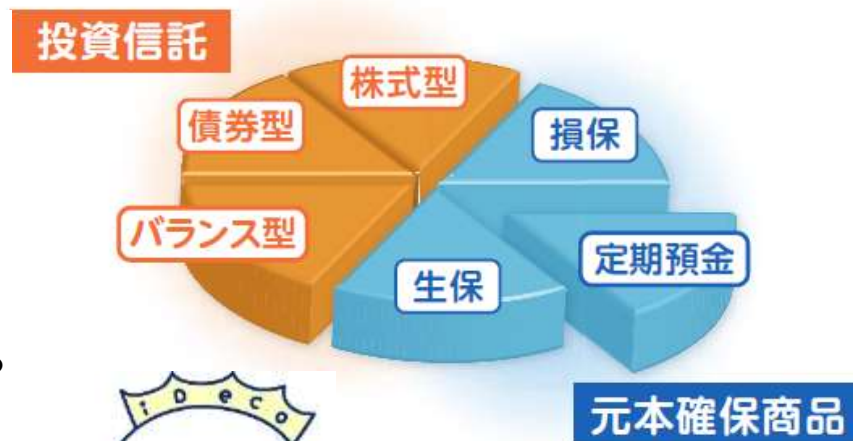 投資信託
株式型
債券型
損保
バランス型
定期預金
生保
iDeco
元本確保商品